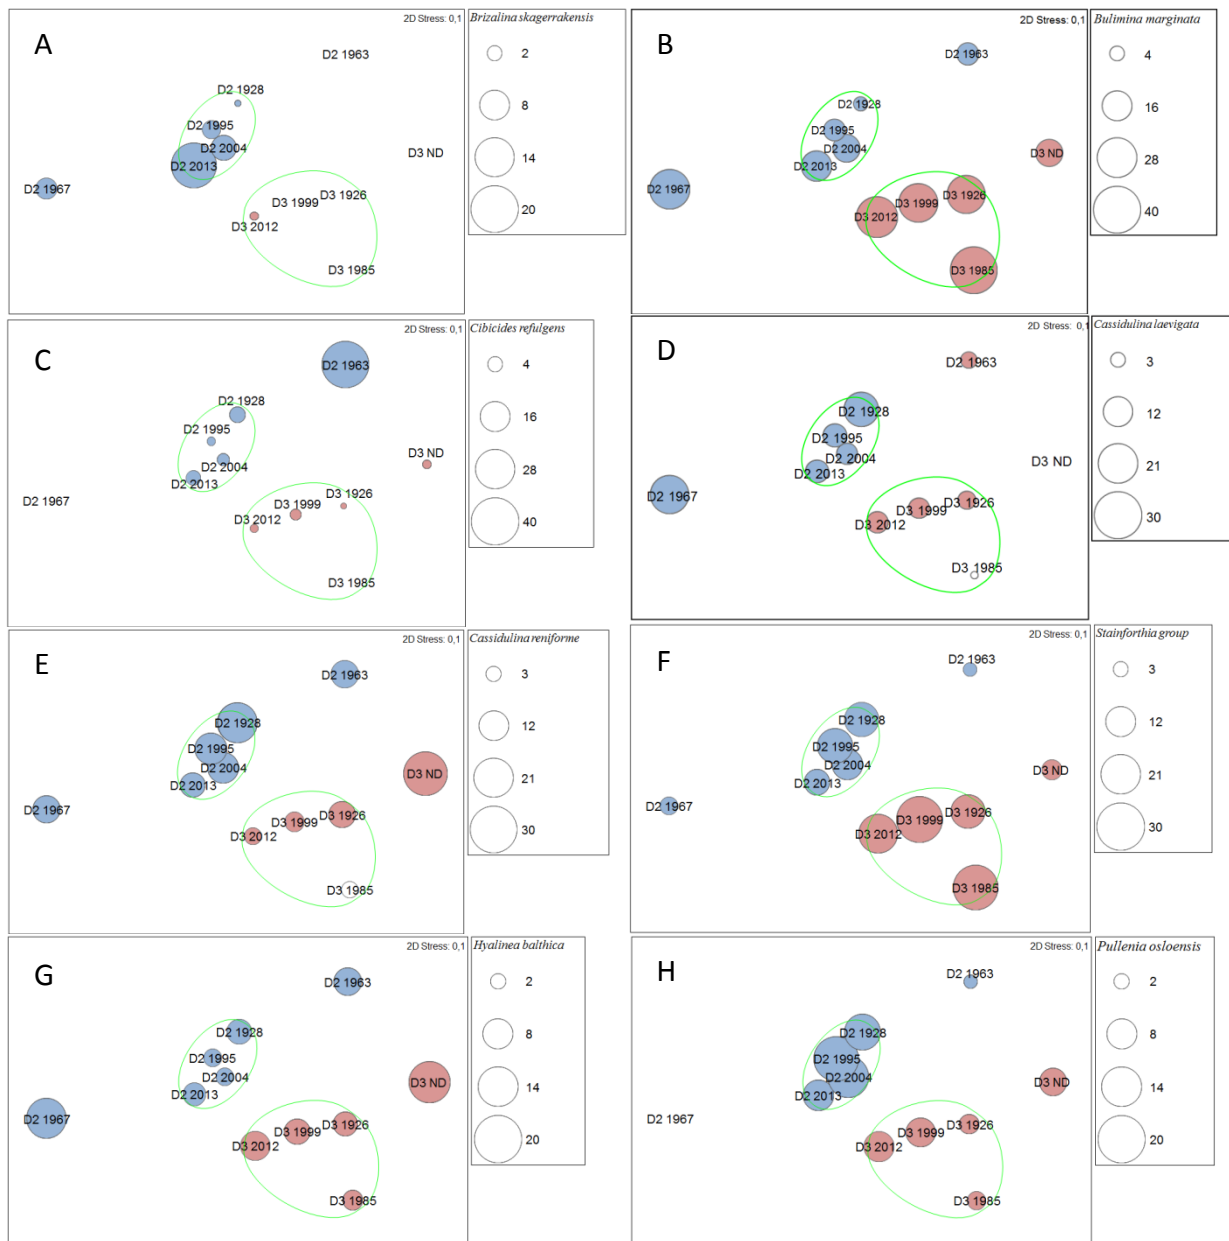 A
2D Stress: 0,1
D2 1963
D2 1928
D2 1995
D2 2004
D2 2013
D2 1967
D3 ND
D3 1926
D3 1999
D3 2012
D3 1985
Brizalina skagerrakensis
2
8
14
20
B
2D Stress: 0,1
D2 1963
D2 1928
D2 1995
D2 2004
D2 2013
D2 1967
D3 ND
D3 1926
D3 1999
D3 2012
D3 1985
Bulimina marginata
4
16
28
40
C
2D Stress: 0,1
D2 1963
D2 1928
D2 1995
D2 2004
D2 2013
D2 1967
D3 ND
D3 1926
D3 1999
D3 2012
D3 1985
Cibicides refulgens
4
16
28
40
D
2D Stress: 0,1
D2 1963
D2 1928
D2 1995
D2 2004
D2 2013
D2 1967
D3 ND
D3 1926
D3 1999
D3 2012
D3 1985
Cassidulina laevigata
3
12
21
30
E
2D Stress: 0,1
D2 1963
D2 1928
D2 1995
D2 2004
D2 2013
D2 1967
D3 ND
D3 1926
D3 1999
D3 2012
D3 1985
Cassidulina reniforme
3
12
21
30
F
2D Stress: 0,1
D2 1963
D2 1928
D2 1995
D2 2004
D2 2013
D2 1967
D3 ND
D3 1926
D3 1999
D3 2012
D3 1985
Stainforthia group
3
12
21
30
G
2D Stress: 0,1
D2 1963
D2 1928
D2 1995
D2 2004
D2 2013
D2 1967
D3 ND
D3 1926
D3 1999
D3 2012
D3 1985
Hyalinea balthica
2
8
14
20
H
2D Stress: 0,1
D2 1963
D2 1928
D2 1995
D2 2004
D2 2013
D2 1967
D3 ND
D3 1926
D3 1999
D3 2012
D3 1985
Pullenia osloensis
2
8
14
20